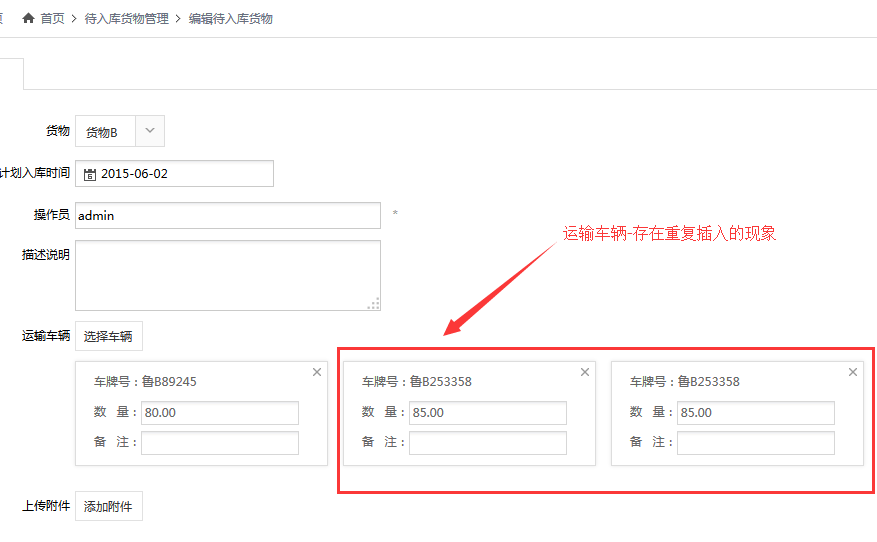 首页 > 待入库货物管理 > 编辑待入库货物
货物 货物B
计划入库时间 2015-06-02
操作员 admin *
运输车辆-存在重复插入的现象
描述说明
运输车辆 选择车辆
车牌号：鲁B89245
数 量：80.00
备 注：
车牌号：鲁B253358
数 量：85.00
备 注：
车牌号：鲁B253358
数 量：85.00
备 注：
上传附件 添加附件